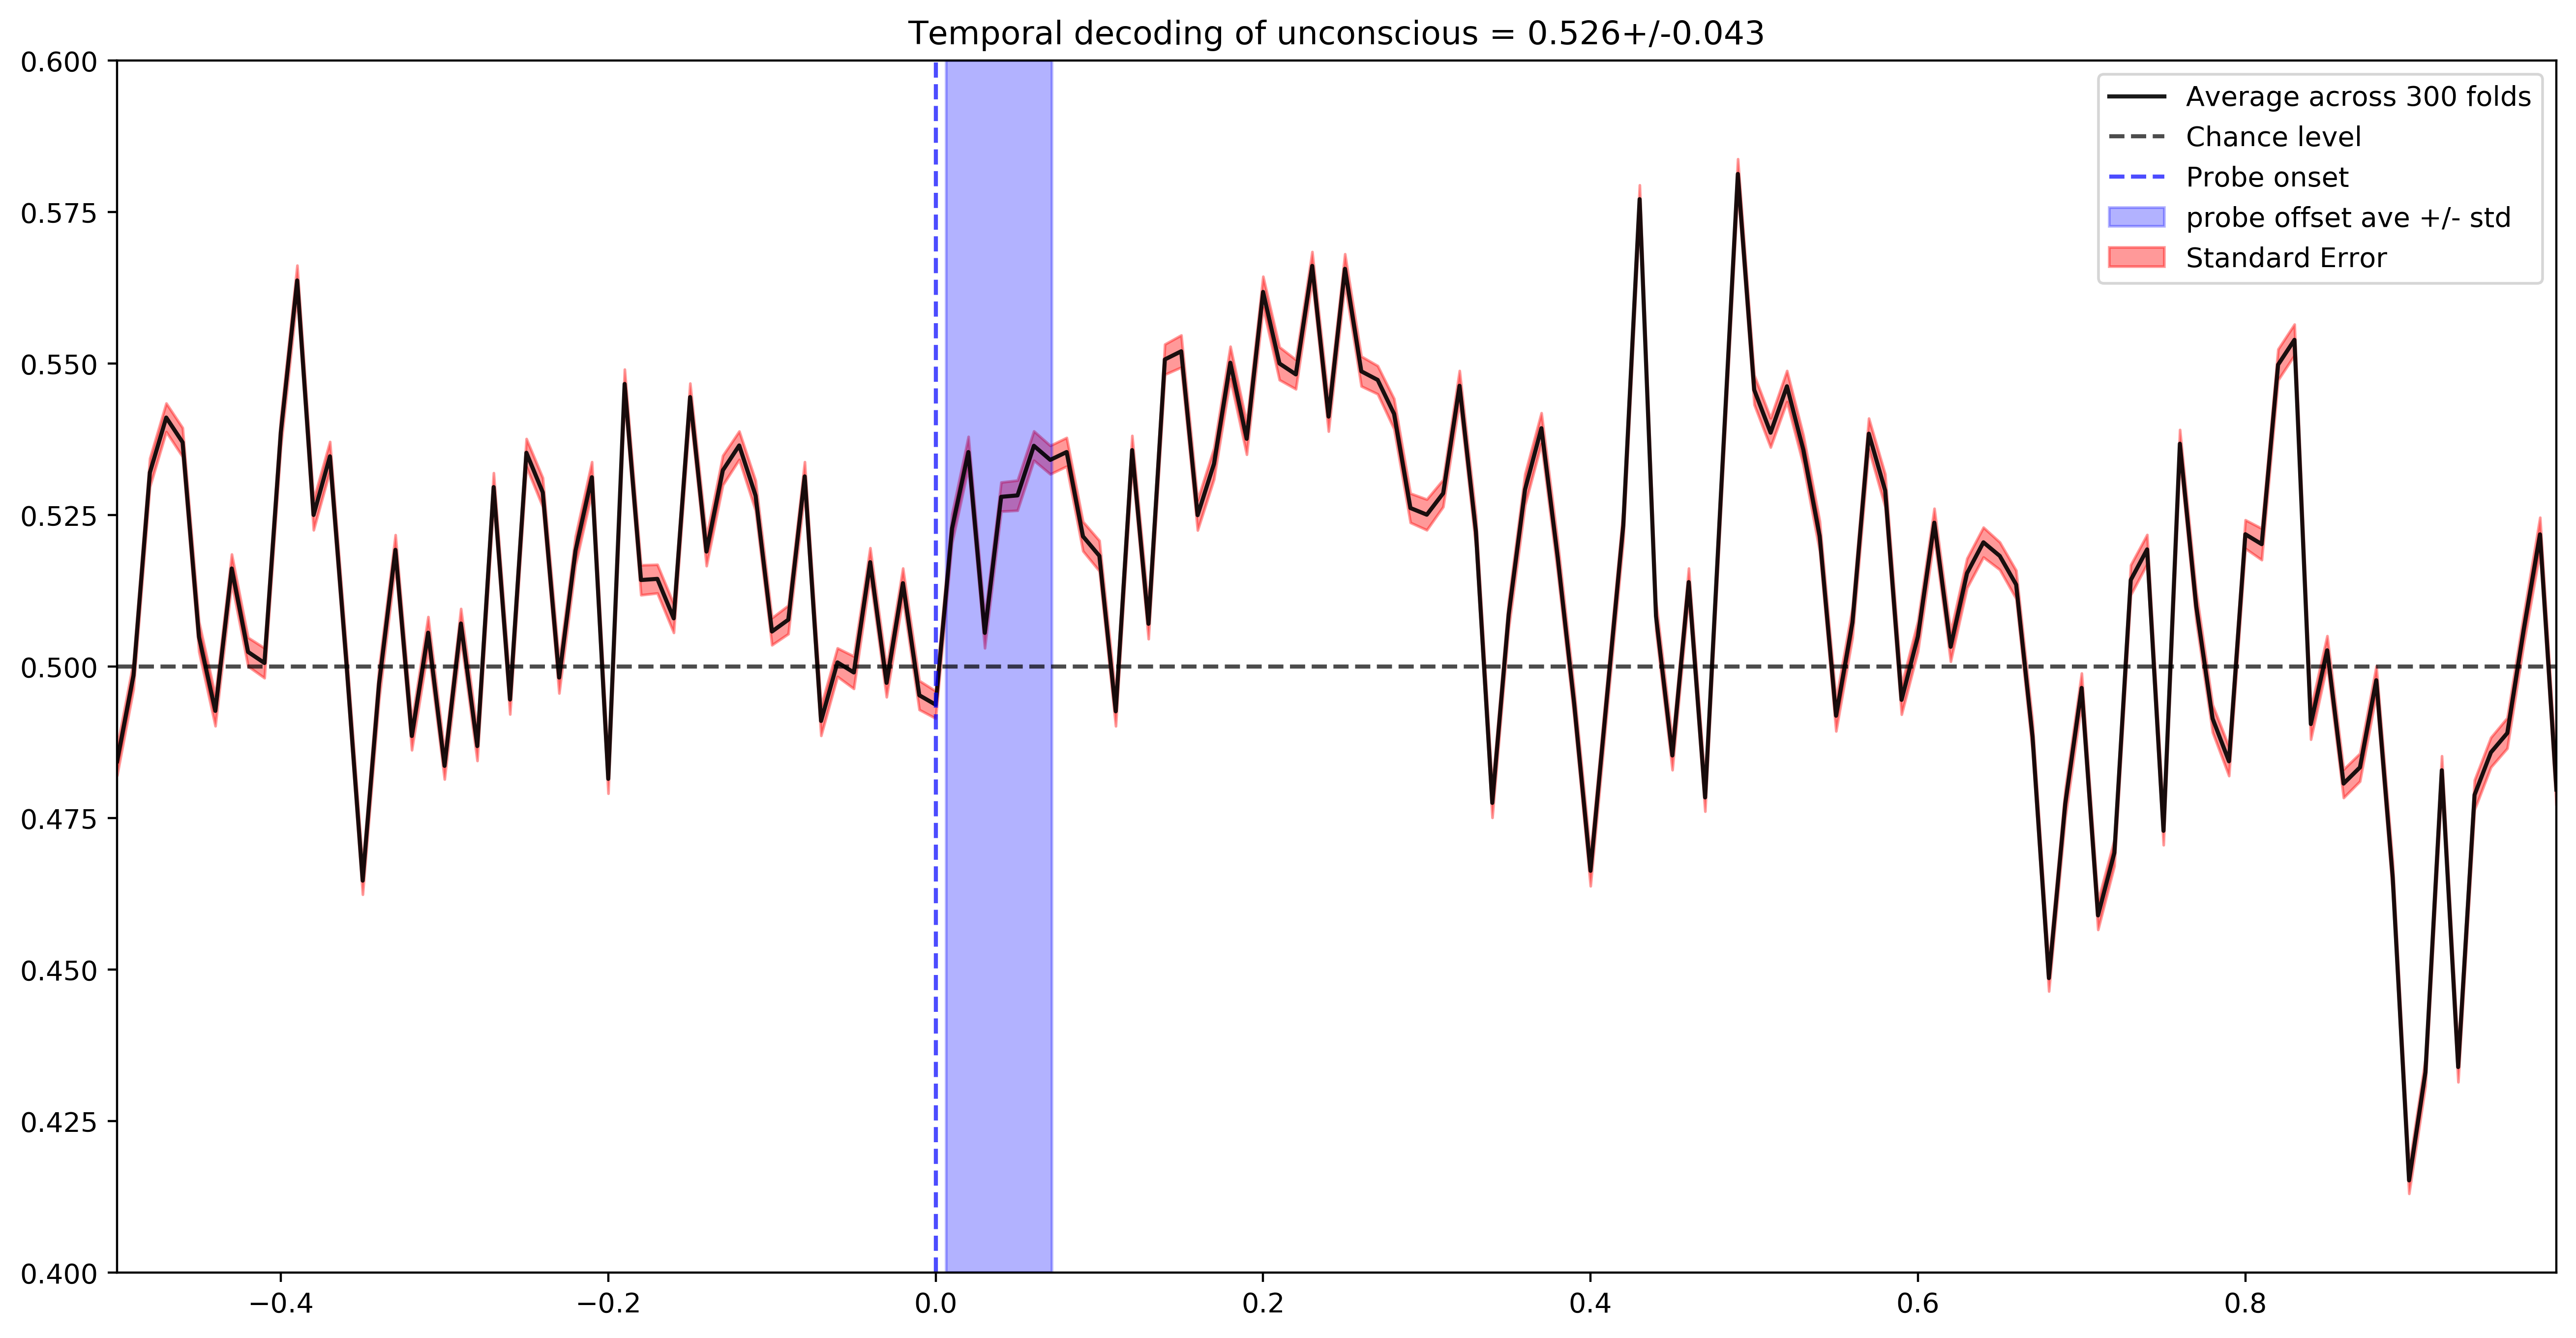 Temporal decoding of unconscious = 0.526+/-0.043
0.600
0.575
0.550
0.525
0.500
0.475
0.450
0.425
0.400
Average across 300 folds
Chance level
Probe onset
probe offset ave +/- std
Standard Error
−0.4 −0.2 0.0 0.2 0.4 0.6 0.8